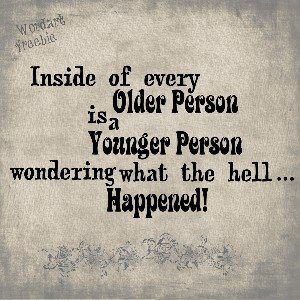 Wordart
freebie
Inside of every
Older Person
is a
Younger Person
wondering what the hell...
Happened!